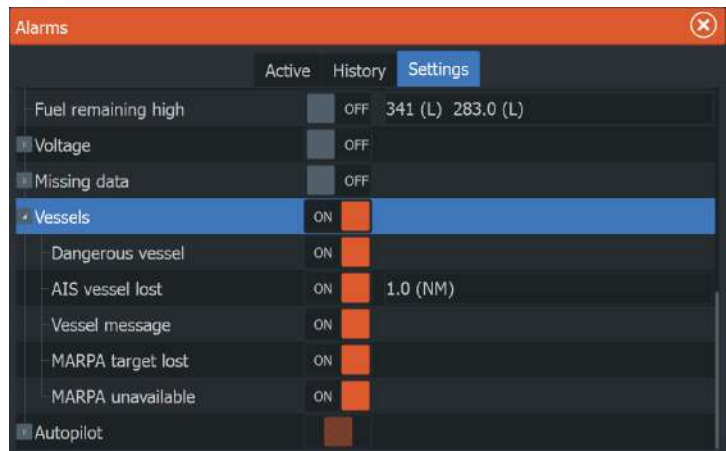 Alarms
Active History Settings
Fuel remaining high OFF 341 (L) 283.0 (L)
Voltage OFF
Missing data OFF
Vessels ON
Dangerous vessel ON
AIS vessel lost ON 1.0 (NM)
Vessel message ON
MARPA target lost ON
MARPA unavailable ON
Autopilot